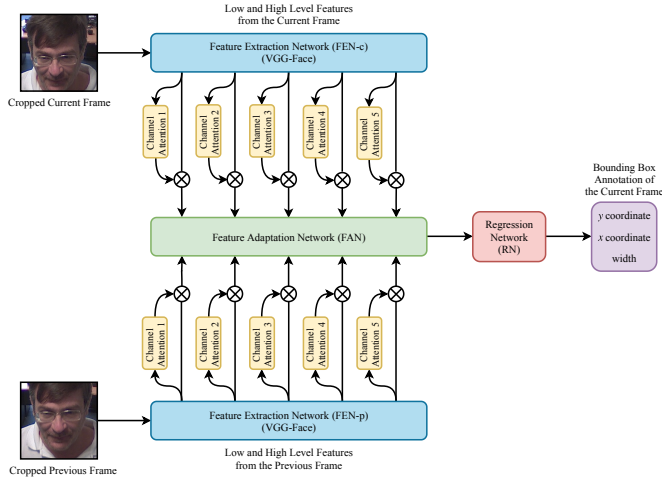 Low and High Level Features
from the Current Frame
Feature Extraction Network (FEN-c)
(VGG-Face)
Cropped Current Frame
Channel
Attention 1
Channel
Attention 2
Channel
Attention 3
Channel
Attention 4
Channel
Attention 5
Bounding Box
Annotation of
the Current Frame
Feature Adaptation Network (FAN)
Regression
Network
(RN)
y coordinate
x coordinate
width
Channel
Attention 1
Channel
Attention 2
Channel
Attention 3
Channel
Attention 4
Channel
Attention 5
Feature Extraction Network (FEN-p)
(VGG-Face)
Cropped Previous Frame
Low and High Level Features
from the Previous Frame